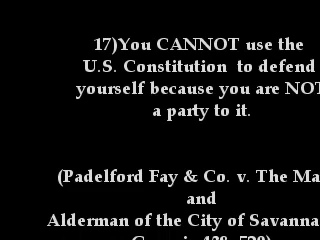 17)You CANNOT use the
U.S. Constitution to defend
yourself because you are NOT
a party to it.
(Padelford Fay & Co. v. The Ma
and
Alderman of the City of Savanna